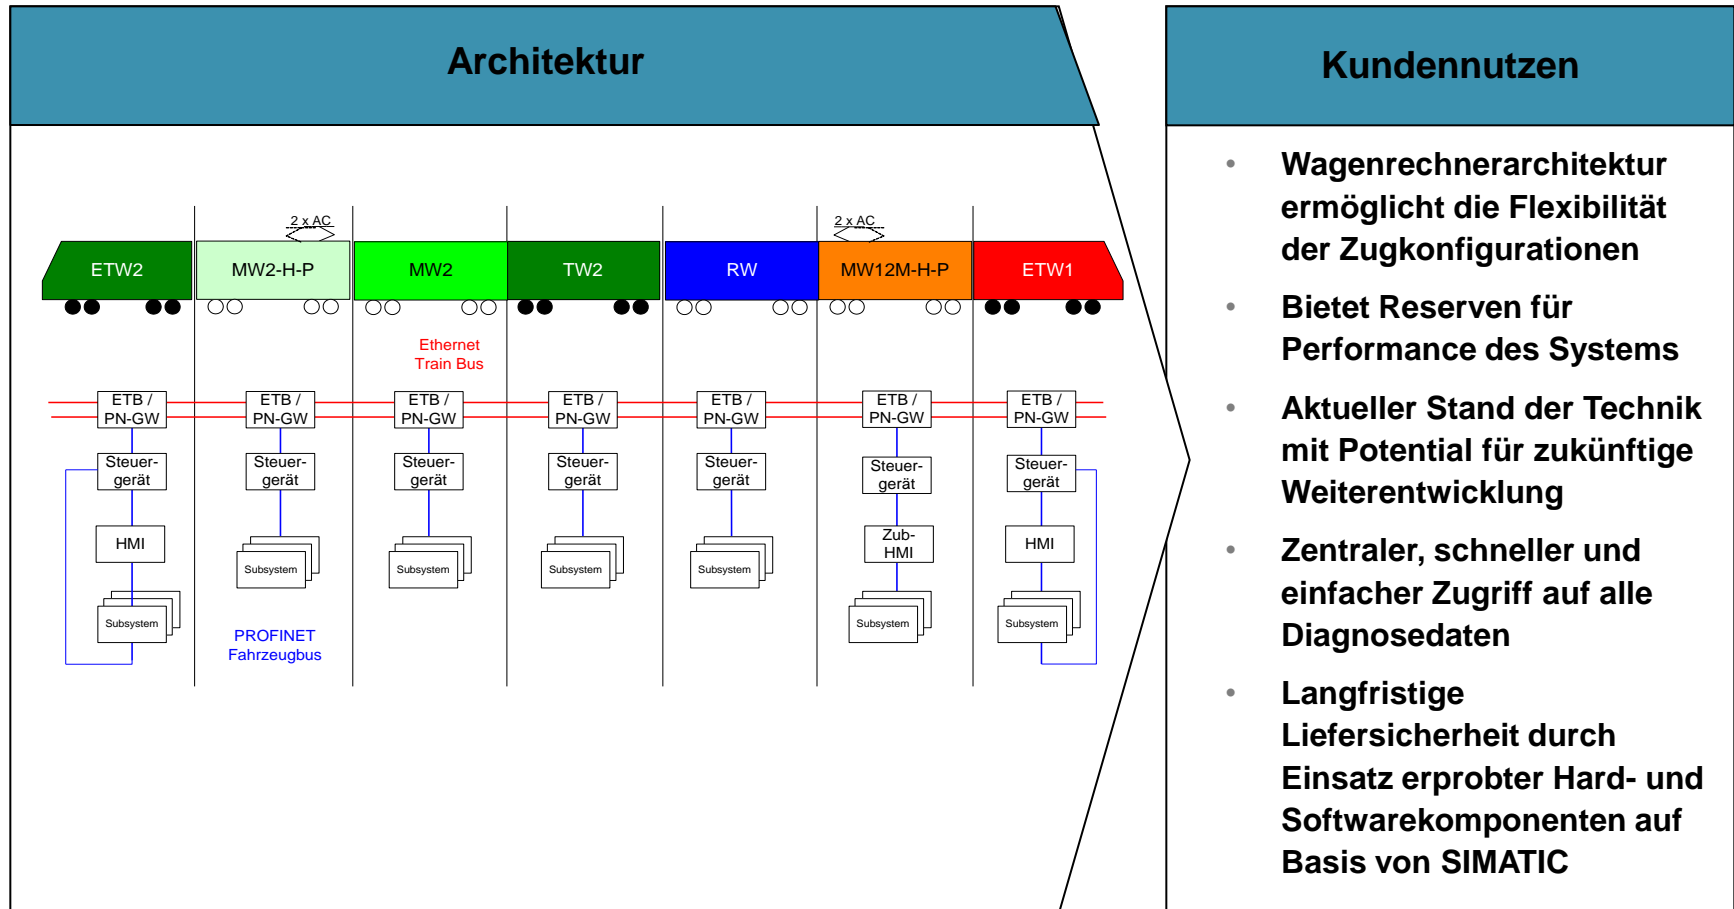 Architektur
2 x AC
2 x AC
ETW2
MW2-H-P
MW2
TW2
RW
MW12M-H-P
ETW1
Ethernet
Train Bus
ETB /
PN-GW
ETB /
PN-GW
ETB /
PN-GW
ETB /
PN-GW
ETB /
PN-GW
ETB /
PN-GW
ETB /
PN-GW
Steuer-
gerät
Steuer-
gerät
Steuer-
gerät
Steuer-
gerät
Steuer-
gerät
Steuer-
gerät
Steuer-
gerät
HMI
Zub-
HMI
HMI
Subsystem
Subsystem
Subsystem
Subsystem
Subsystem
Subsystem
Subsystem
PROFINET
Fahrzeugbus
Kundennutzen
• Wagenrechnerarchitektur
ermöglicht die Flexibilität
der Zugkonfigurationen
• Bietet Reserven für
Performance des Systems
• Aktueller Stand der Technik
mit Potential für zukünftige
Weiterentwicklung
• Zentraler, schneller und
einfacher Zugriff auf alle
Diagnosedaten
• Langfristige
Liefersicherheit durch
Einsatz erprobter Hard- und
Softwarekomponenten auf
Basis von SIMATIC